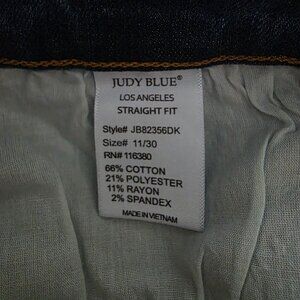 JUDY BLUE®
LOS ANGELES
STRAIGHT FIT
Style# JB82356DK
Size# 11/30
RN# 116380
66% COTTON
21% POLYESTER
11% RAYON
2% SPANDEX
MADE IN VIETNAM